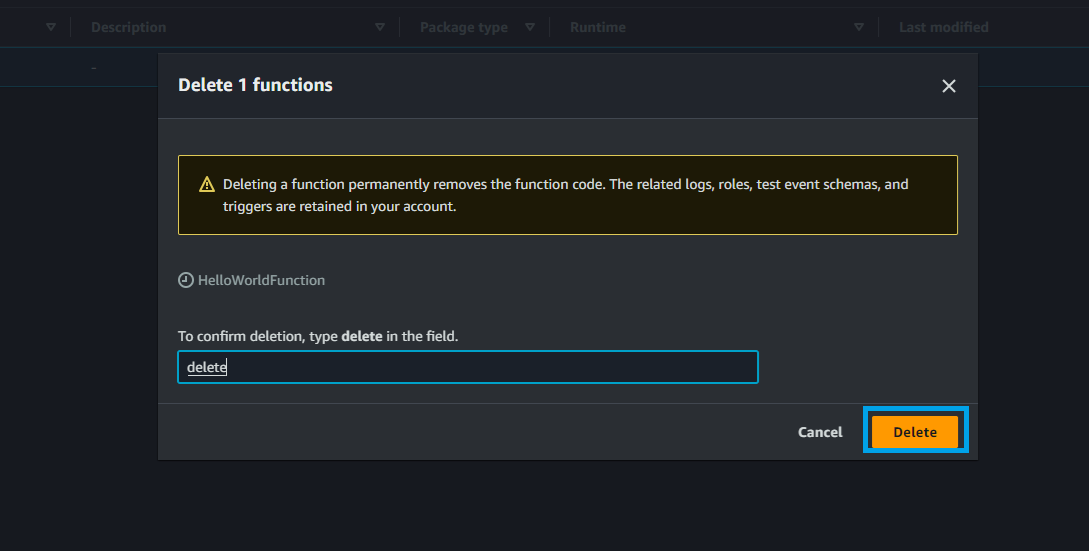 Description Package type Runtime Last modified
-
Delete 1 functions
Deleting a function permanently removes the function code. The related logs, roles, test event schemas, and
triggers are retained in your account.
HelloWorldFunction
To confirm deletion, type delete in the field.
delete
Cancel Delete